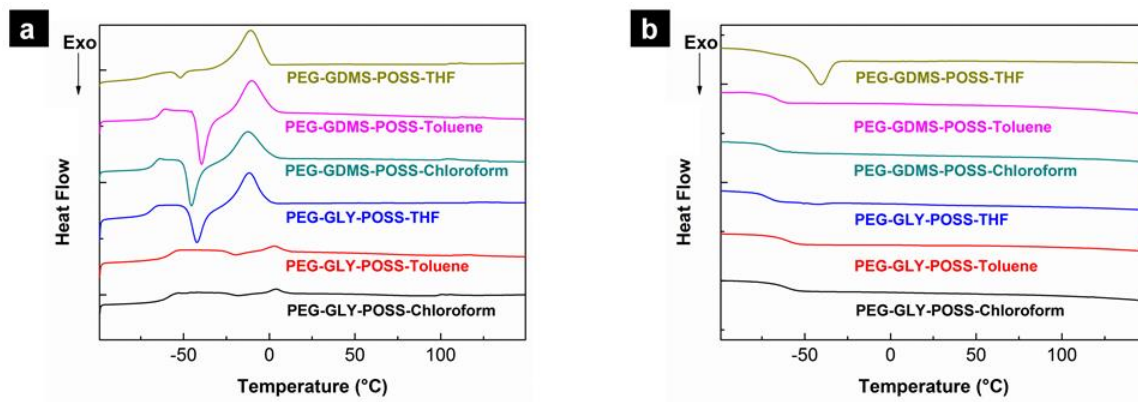 a
Exo
PEG-GDMS-POSS-THF
PEG-GDMS-POSS-Toluene
PEG-GDMS-POSS-Chloroform
PEG-GLY-POSS-THF
PEG-GLY-POSS-Toluene
PEG-GLY-POSS-Chloroform
Heat Flow
-50 0 50 100
Temperature (°C)
b
Exo
PEG-GDMS-POSS-THF
PEG-GDMS-POSS-Toluene
PEG-GDMS-POSS-Chloroform
PEG-GLY-POSS-THF
PEG-GLY-POSS-Toluene
PEG-GLY-POSS-Chloroform
Heat Flow
-50 0 50 100
Temperature (°C)